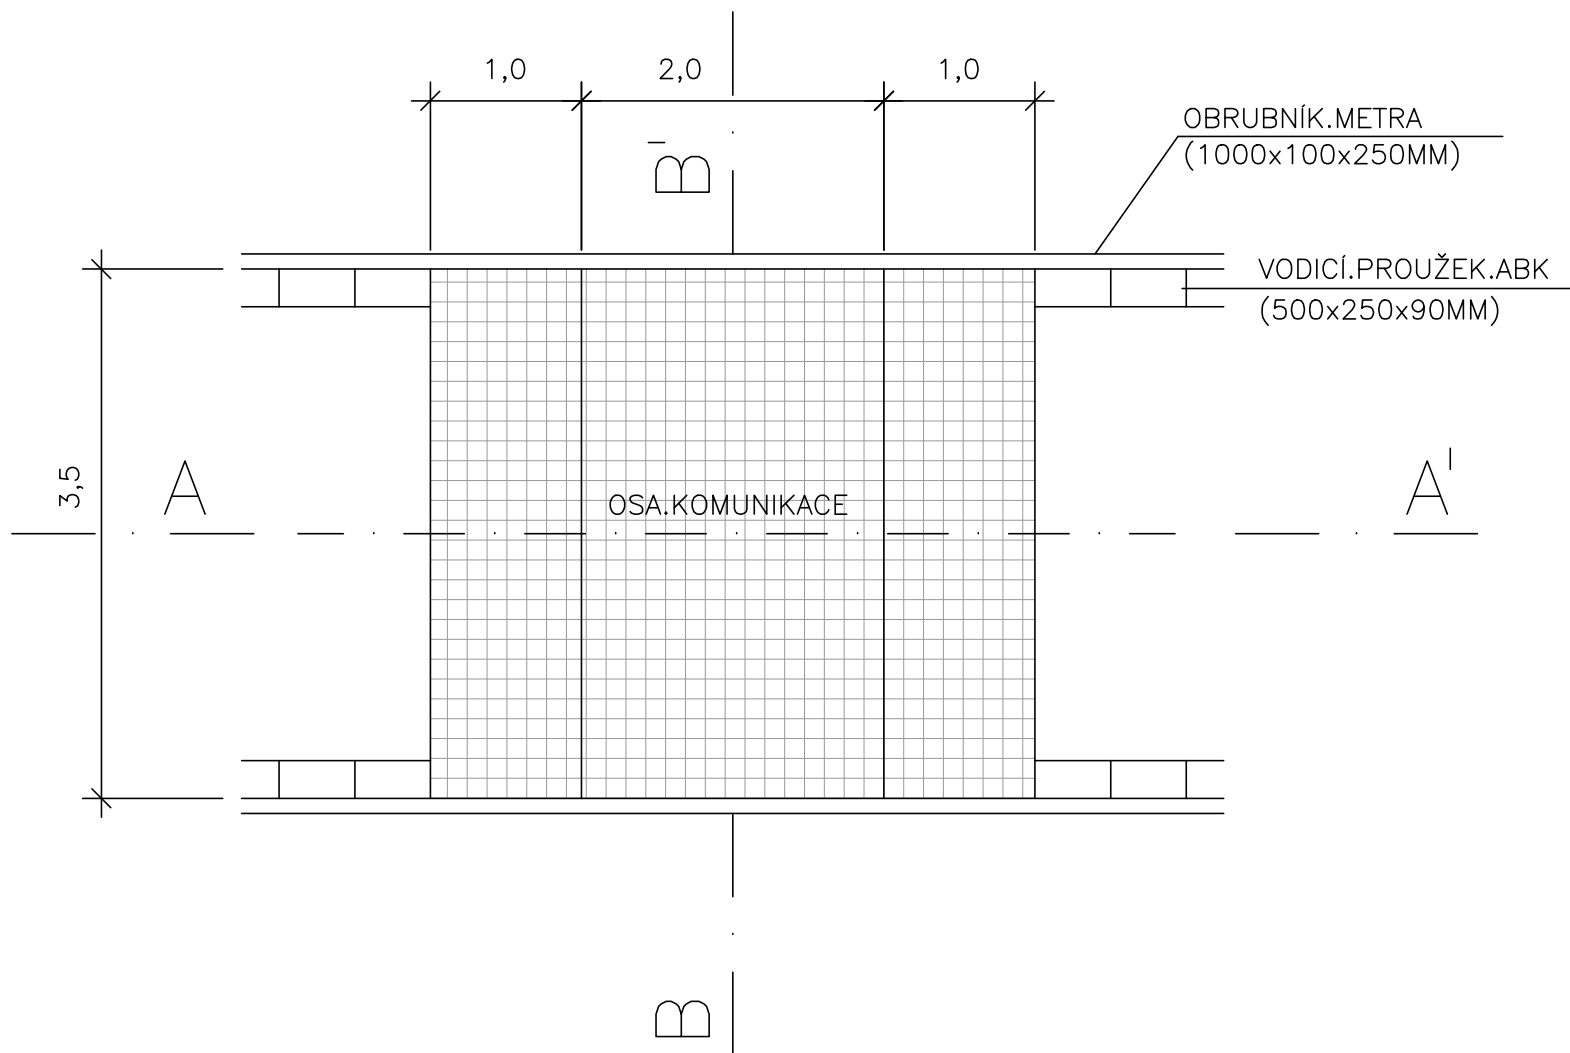 1,0
2,0
1,0
B'
OBRUBNÍK.METRA
(1000x100x250MM)
VODICÍ.PROUŽEK.ABK
(500x250x90MM)
3,5
A
OSA.KOMUNIKACE
A'
B